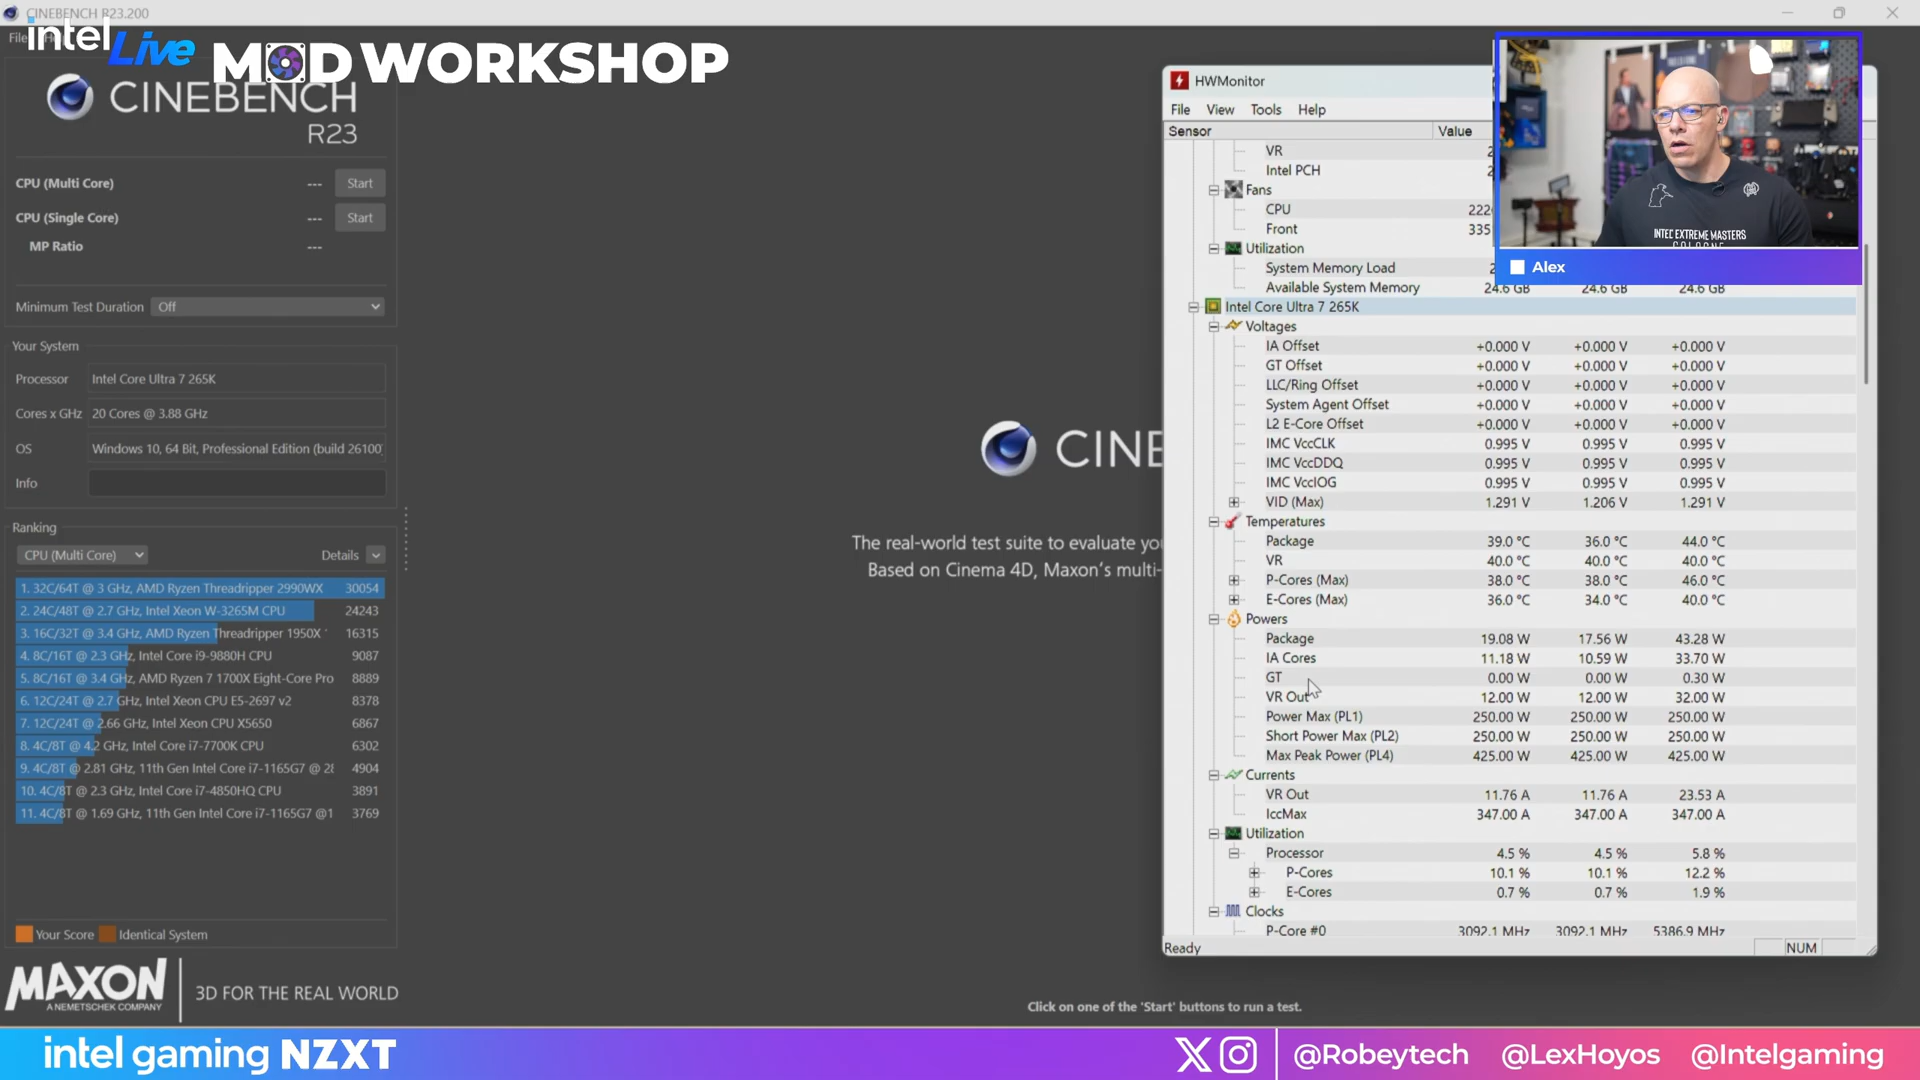 CINEBENCH R23.200
intel Live MOD WORKSHOP
File
CINEBENCH
R23
CPU (Multi Core) --- Start
CPU (Single Core) --- Start
MP Ratio ---
Minimum Test Duration Off
Your System
Processor Intel Core Ultra 7 265K
Cores x GHz 20 Cores @ 3.88 GHz
OS Windows 10, 64 Bit, Professional Edition (build 26100)
Info
Ranking
CPU (Multi Core) Details
1. 32C/64T @ 3 GHz, AMD Ryzen Threadripper 2990WX 30054
2. 24C/48T @ 2.7 GHz, Intel Xeon W-3265M CPU 24243
3. 16C/32T @ 3.4 GHz, AMD Ryzen Threadripper 1950X 16315
4. 8C/16T @ 2.3 GHz, Intel Core i9-9880H CPU 9087
5. 8C/16T @ 3.4 GHz, AMD Ryzen 7 1700X Eight-Core Pro 8889
6. 12C/24T @ 2.7 GHz, Intel Xeon CPU E5-2697 v2 8378
7. 12C/24T @ 2.66 GHz, Intel Xeon CPU X5650 6867
8. 4C/8T @ 4.2 GHz, Intel Core i7-7700K CPU 6302
9. 4C/8T @ 2.81 GHz, 11th Gen Intel Core i7-1165G7 @ 28 4904
10. 4C/8T @ 2.3 GHz, Intel Core i7-4850HQ CPU 3891
11. 4C/8T @ 1.69 GHz, 11th Gen Intel Core i7-1165G7 @1 3769
Your Score Identical System
MAXON
A NEMETSCHEK COMPANY
3D FOR THE REAL WORLD
CINE
The real-world test suite to evaluate yo
Based on Cinema 4D, Maxon's multi-
Click on one of the 'Start' buttons to run a test.
HWMonitor
File View Tools Help
Sensor Value
VR 2
Intel PCH 2
Fans
CPU 222
Front 335
Utilization
System Memory Load 2
Available System Memory 24.6 GB 24.6 GB 24.6 GB
Intel Core Ultra 7 265K
Voltages
IA Offset +0.000 V +0.000 V +0.000 V
GT Offset +0.000 V +0.000 V +0.000 V
LLC/Ring Offset +0.000 V +0.000 V +0.000 V
System Agent Offset +0.000 V +0.000 V +0.000 V
L2 E-Core Offset +0.000 V +0.000 V +0.000 V
IMC VccCLK 0.995 V 0.995 V 0.995 V
IMC VccDDQ 0.995 V 0.995 V 0.995 V
IMC VccIOG 0.995 V 0.995 V 0.995 V
VID (Max) 1.291 V 1.206 V 1.291 V
Temperatures
Package 39.0 °C 36.0 °C 44.0 °C
VR 40.0 °C 40.0 °C 40.0 °C
P-Cores (Max) 38.0 °C 38.0 °C 46.0 °C
E-Cores (Max) 36.0 °C 34.0 °C 40.0 °C
Powers
Package 19.08 W 17.56 W 43.28 W
IA Cores 11.18 W 10.59 W 33.70 W
GT 0.00 W 0.00 W 0.30 W
VR Out 12.00 W 12.00 W 32.00 W
Power Max (PL1) 250.00 W 250.00 W 250.00 W
Short Power Max (PL2) 250.00 W 250.00 W 250.00 W
Max Peak Power (PL4) 425.00 W 425.00 W 425.00 W
Currents
VR Out 11.76 A 11.76 A 23.53 A
IccMax 347.00 A 347.00 A 347.00 A
Utilization
Processor 4.5 % 4.5 % 5.8 %
P-Cores 10.1 % 10.1 % 12.2 %
E-Cores 0.7 % 0.7 % 1.9 %
Clocks
P-Core #0 3092.1 MHz 3092.1 MHz 5386.9 MHz
Ready NUM
INTEL EXTREME MASTERS
COLOGNE
Alex
intel gaming NZXT
@Robeytech @LexHoyos @Intelgaming